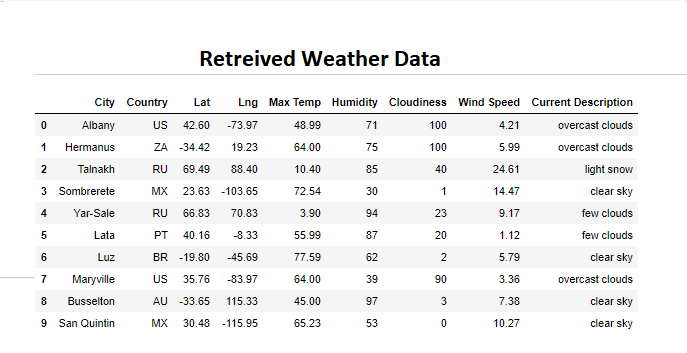 Retreived Weather Data
City Country Lat Lng Max Temp Humidity Cloudiness Wind Speed Current Description
0 Albany US 42.60 -73.97 48.99 71 100 4.21 overcast clouds
1 Hermanus ZA -34.42 19.23 64.00 75 100 5.99 overcast clouds
2 Talnakh RU 69.49 88.40 10.40 85 40 24.61 light snow
3 Sombrerete MX 23.63 -103.65 72.54 30 1 14.47 clear sky
4 Yar-Sale RU 66.83 70.83 3.90 94 23 9.17 few clouds
5 Lata PT 40.16 -8.33 55.99 87 20 1.12 few clouds
6 Luz BR -19.80 -45.69 77.59 62 2 5.79 clear sky
7 Maryville US 35.76 -83.97 64.00 39 90 3.36 overcast clouds
8 Busselton AU -33.65 115.33 45.00 97 3 7.38 clear sky
9 San Quintin MX 30.48 -115.95 65.23 53 0 10.27 clear sky